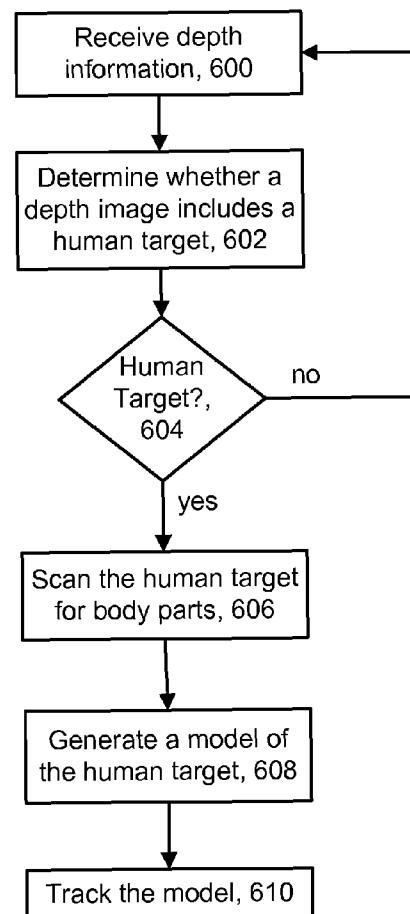 Receive depth
information, 600
Determine whether a
depth image includes a
human target, 602
Human
Target?,
604
no
yes
Scan the human target
for body parts, 606
Generate a model of
the human target, 608
Track the model, 610